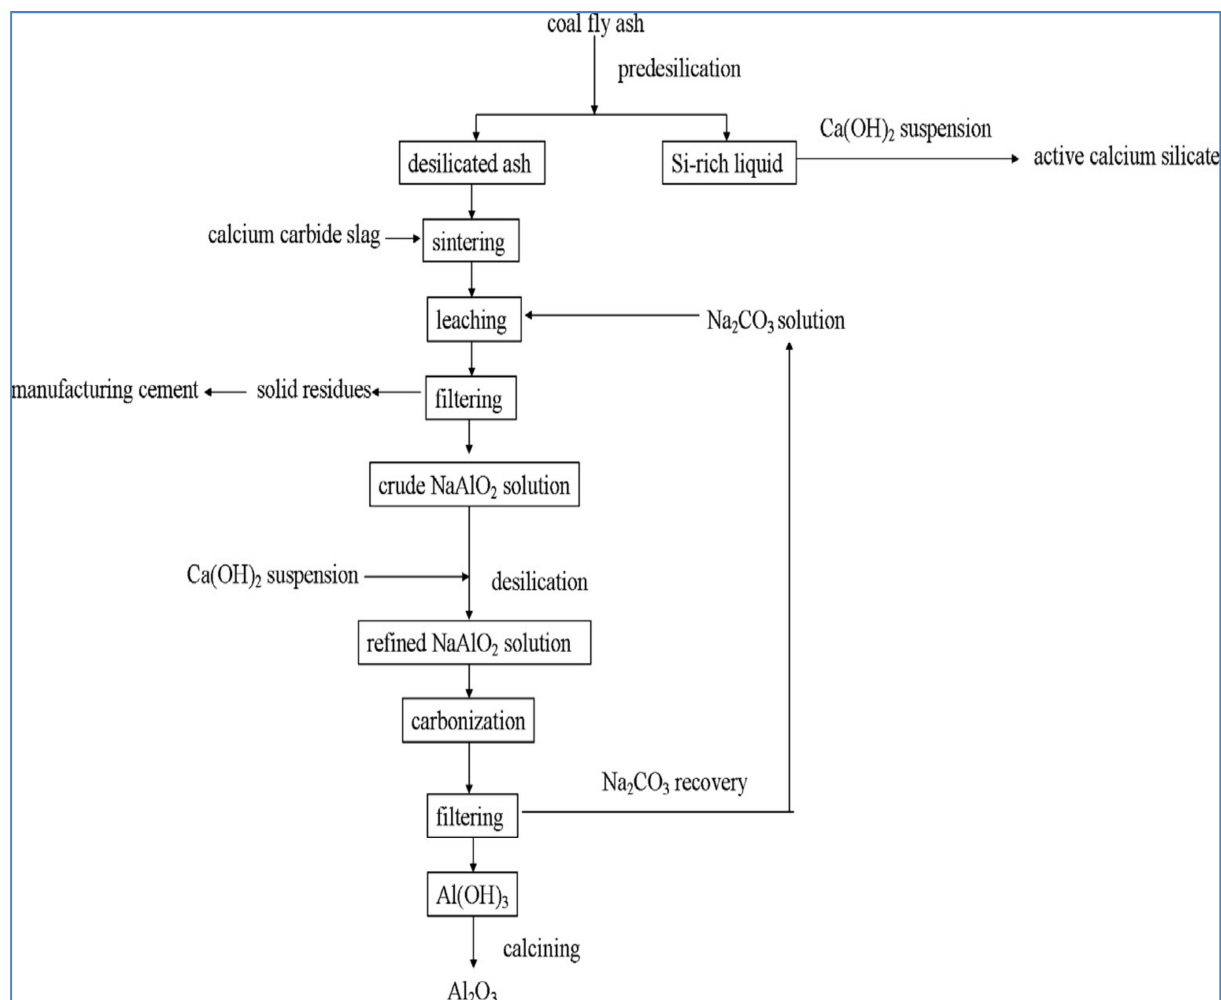 coal fly ash
predesilication
Ca(OH)₂ suspension
desilicated ash
Si-rich liquid
active calcium silicate
calcium carbide slag
sintering
leaching
Na₂CO₃ solution
manufacturing cement
solid residues
filtering
crude NaAlO₂ solution
Ca(OH)₂ suspension
desilication
refined NaAlO₂ solution
carbonization
Na₂CO₃ recovery
filtering
Al(OH)₃
calcining
Al₂O₃